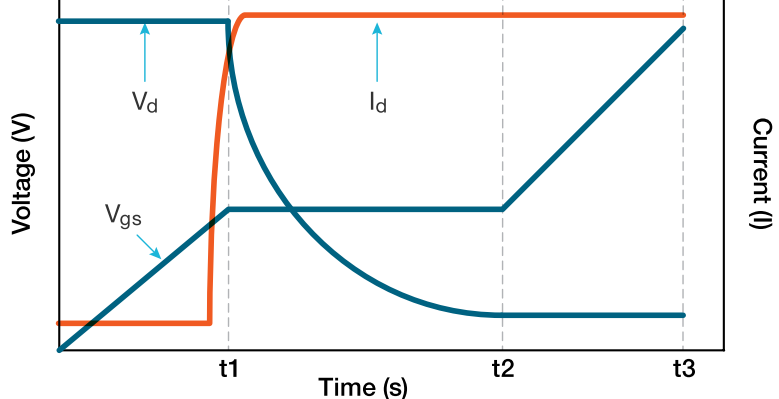 Vd
Id
Vgs
Voltage (V)
Current (I)
t1
t2
t3
Time (s)